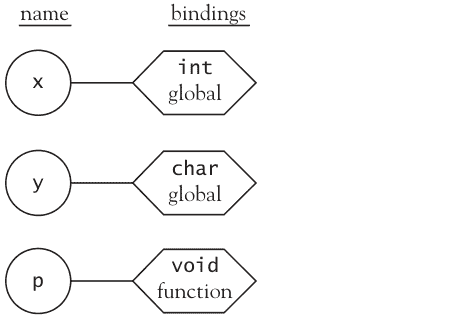 name bindings
x int
global
y char
global
p void
function